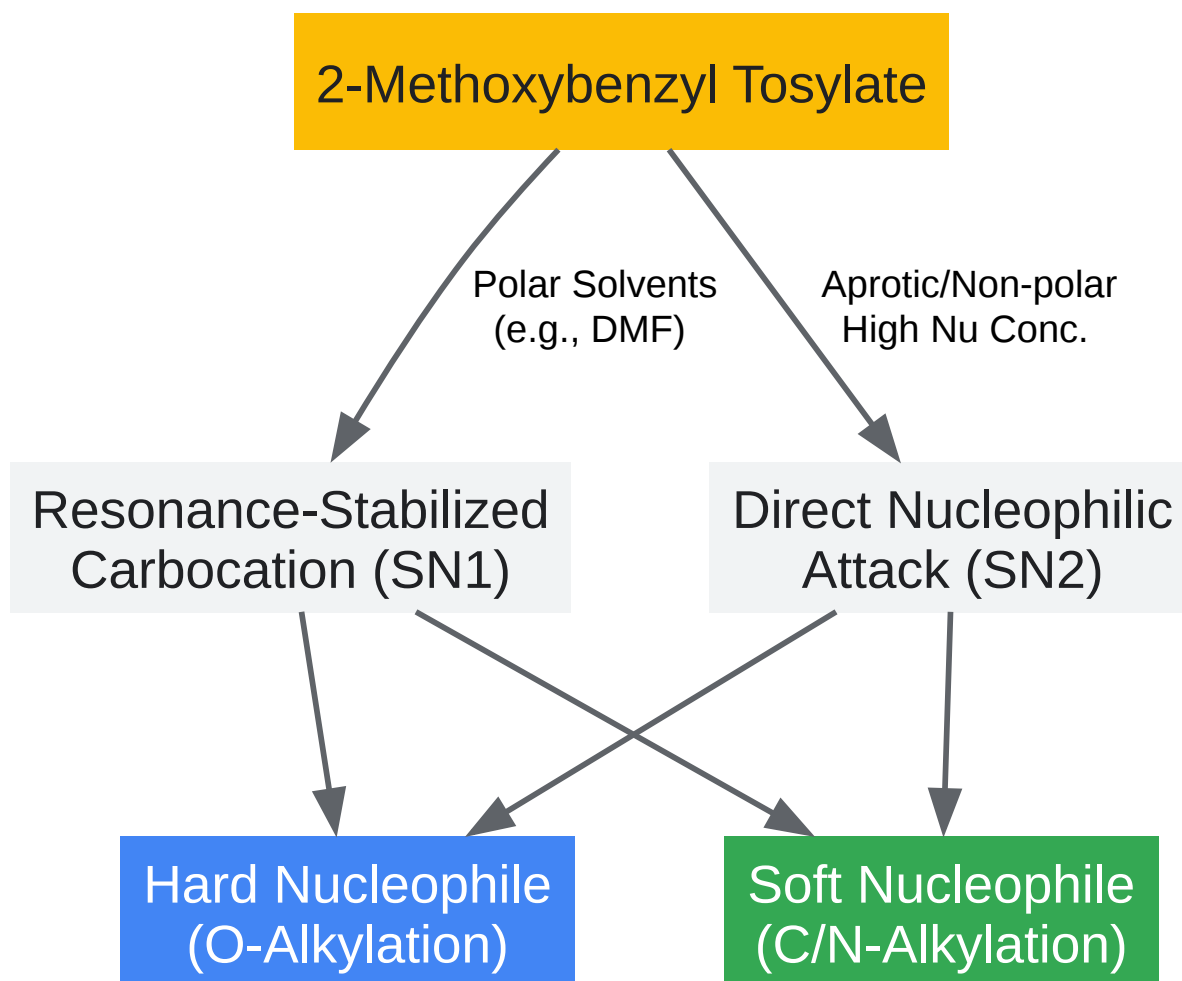 2-Methoxybenzyl Tosylate
Polar Solvents
(e.g., DMF)
Aprotic/Non-polar
High Nu Conc.
Resonance-Stabilized
Carbocation (SN1)
Direct Nucleophilic
Attack (SN2)
Hard Nucleophile
(O-Alkylation)
Soft Nucleophile
(C/N-Alkylation)